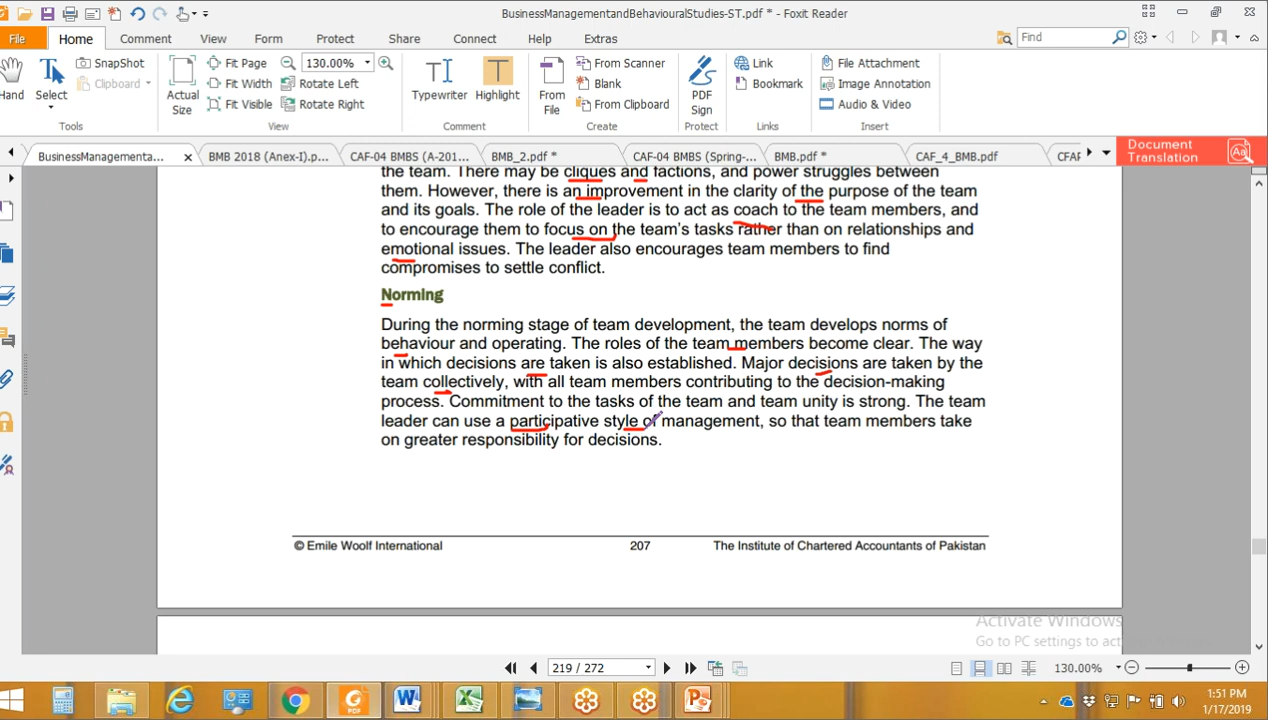 BusinessManagementandBehaviouralStudies-ST.pdf * - Foxit Reader
File Home Comment View Form Protect Share Connect Help Extras Find
Hand
Select
SnapShot
Clipboard
Tools
Actual Size
Fit Page
Fit Width
Fit Visible
130.00%
Rotate Left
Rotate Right
View
Typewriter
Highlight
Comment
From File
From Scanner
Blank
From Clipboard
Create
PDF Sign
Protect
Link
Bookmark
Links
File Attachment
Image Annotation
Audio & Video
Insert
BusinessManagementa... BMB 2018 (Anex-I).p... CAF-04 BMBS (A-201... BMB_2.pdf * CAF-04 BMBS (Spring-... BMB.pdf * CAF_4_BMB.pdf CFAP
Document Translation
the team. There may be cliques and factions, and power struggles between
them. However, there is an improvement in the clarity of the purpose of the team
and its goals. The role of the leader is to act as coach to the team members, and
to encourage them to focus on the team's tasks rather than on relationships and
emotional issues. The leader also encourages team members to find
compromises to settle conflict.
Norming
During the norming stage of team development, the team develops norms of
behaviour and operating. The roles of the team members become clear. The way
in which decisions are taken is also established. Major decisions are taken by the
team collectively, with all team members contributing to the decision-making
process. Commitment to the tasks of the team and team unity is strong. The team
leader can use a participative style of management, so that team members take
on greater responsibility for decisions.
© Emile Woolf International 207 The Institute of Chartered Accountants of Pakistan
Activate Windows
Go to PC settings to act
219 / 272
130.00%
1:51 PM
1/17/2019